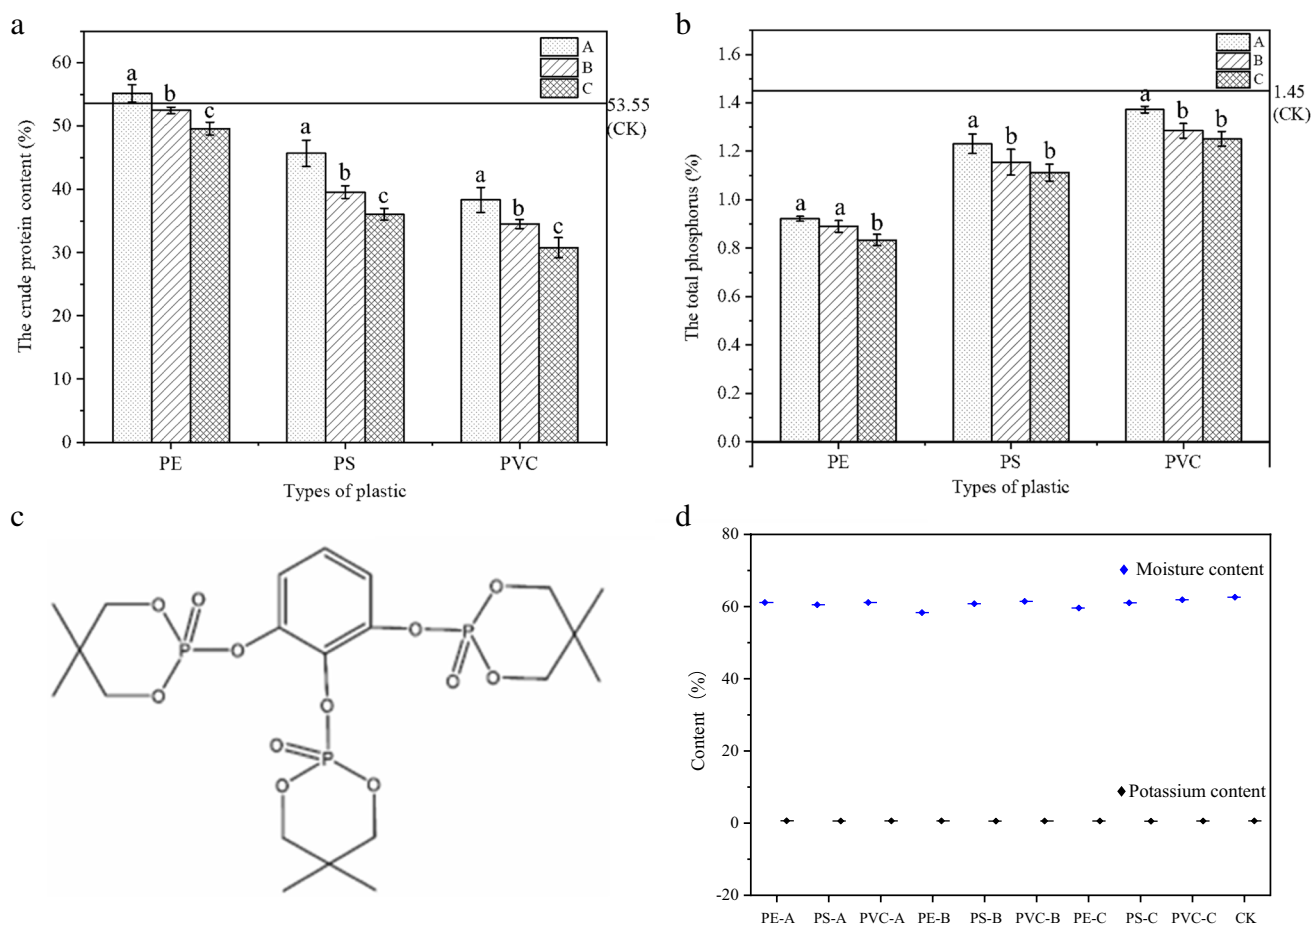 a
The crude protein content (%)
60
50
40
30
20
10
0
A
B
C
53.55
(CK)
a
b
c
a
b
c
a
b
c
PE
PS
PVC
Types of plastic
b
The total phosphorus (%)
1.6
1.4
1.2
1.0
0.8
0.6
0.4
0.2
0.0
A
B
C
1.45
(CK)
a
a
b
a
b
b
a
b
b
PE
PS
PVC
Types of plastic
c
O
O
P
O
O
O
P
O
O
O
O
O
P
O
O
d
Content (%)
80
60
40
20
0
-20
Moisture content
Potassium content
PE-A
PS-A
PVC-A
PE-B
PS-B
PVC-B
PE-C
PS-C
PVC-C
CK